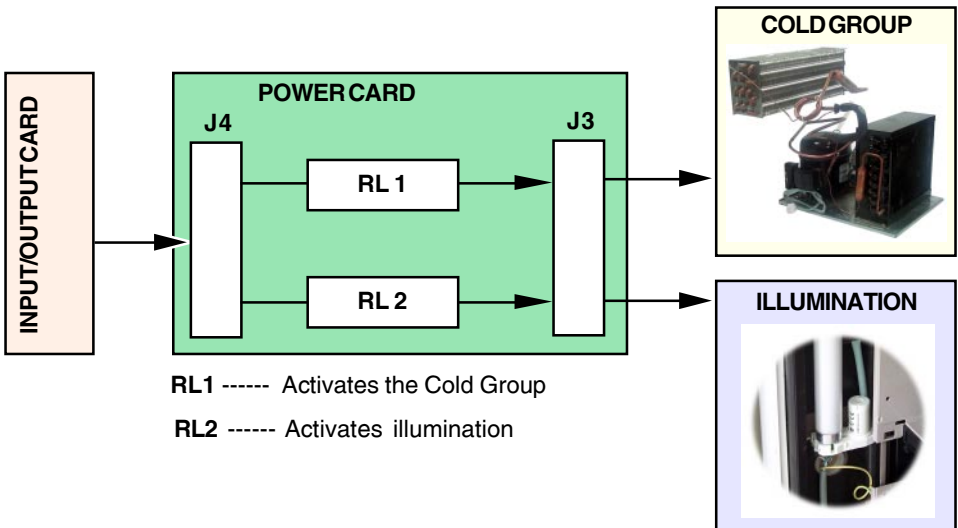 COLD GROUP
POWER CARD
J4
J3
RL 1
RL 2
INPUT/OUTPUT CARD
ILLUMINATION
RL1 ------ Activates the Cold Group
RL2 ------ Activates illumination